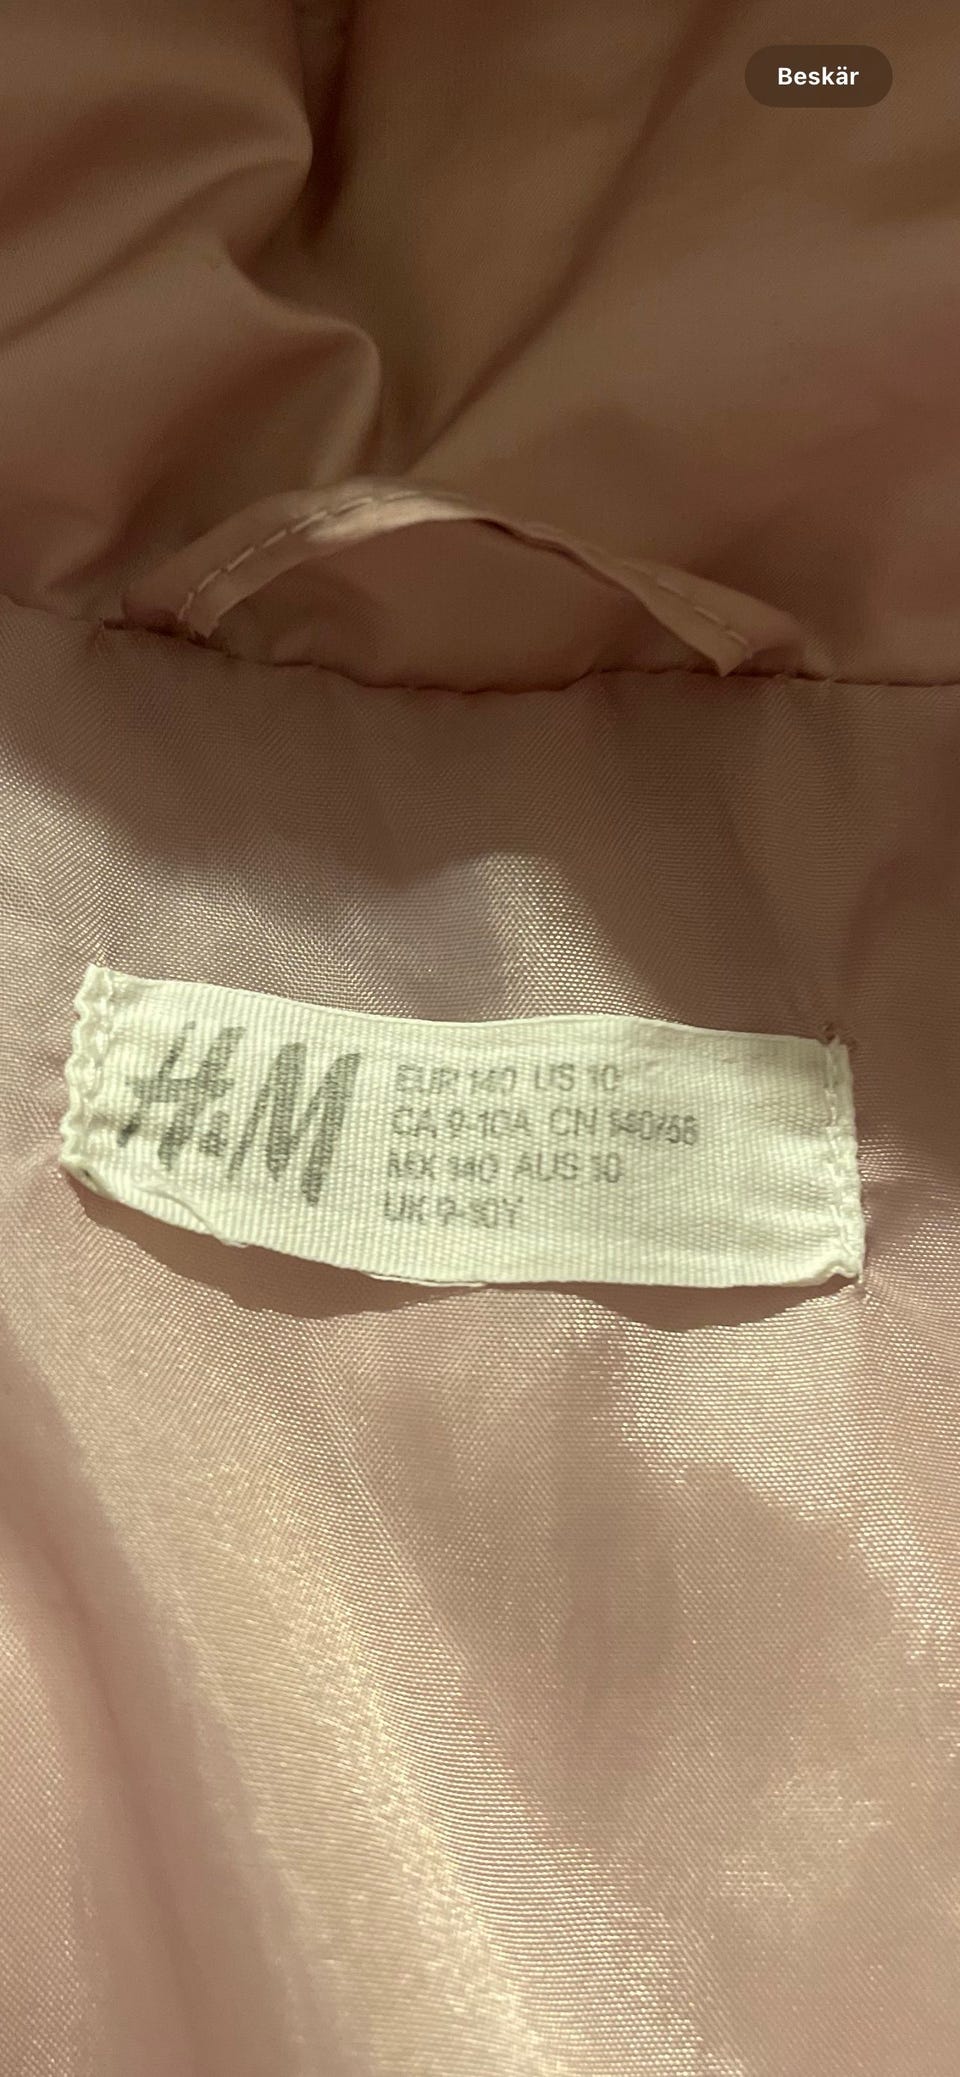 Beskär
H&M
EUR 140 US 10
CA 9-10A CN 140/68
MX 140 AUS 10
UK 9-10Y